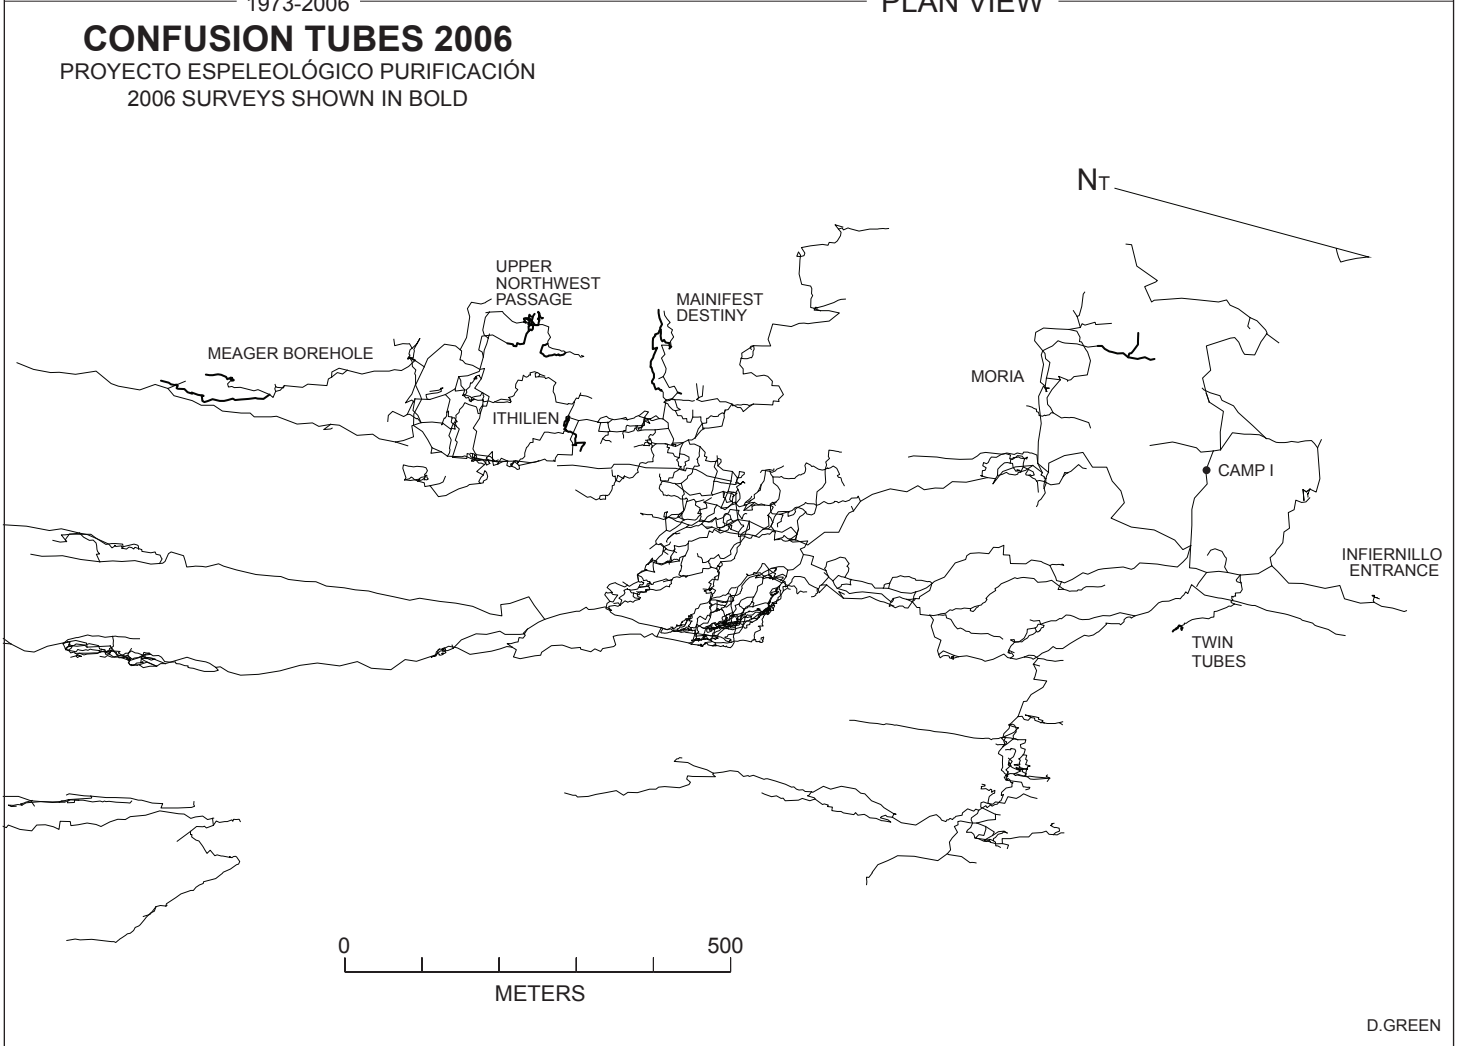 1973-2006
PLAN VIEW
CONFUSION TUBES 2006
PROYECTO ESPELEOLÓGICO PURIFICACIÓN
2006 SURVEYS SHOWN IN BOLD
NT
UPPER
NORTHWEST
PASSAGE
MAINIFEST
DESTINY
MEAGER BOREHOLE
MORIA
ITHILIEN
CAMP I
INFIERNILLO
ENTRANCE
TWIN
TUBES
0 500
METERS
D.GREEN